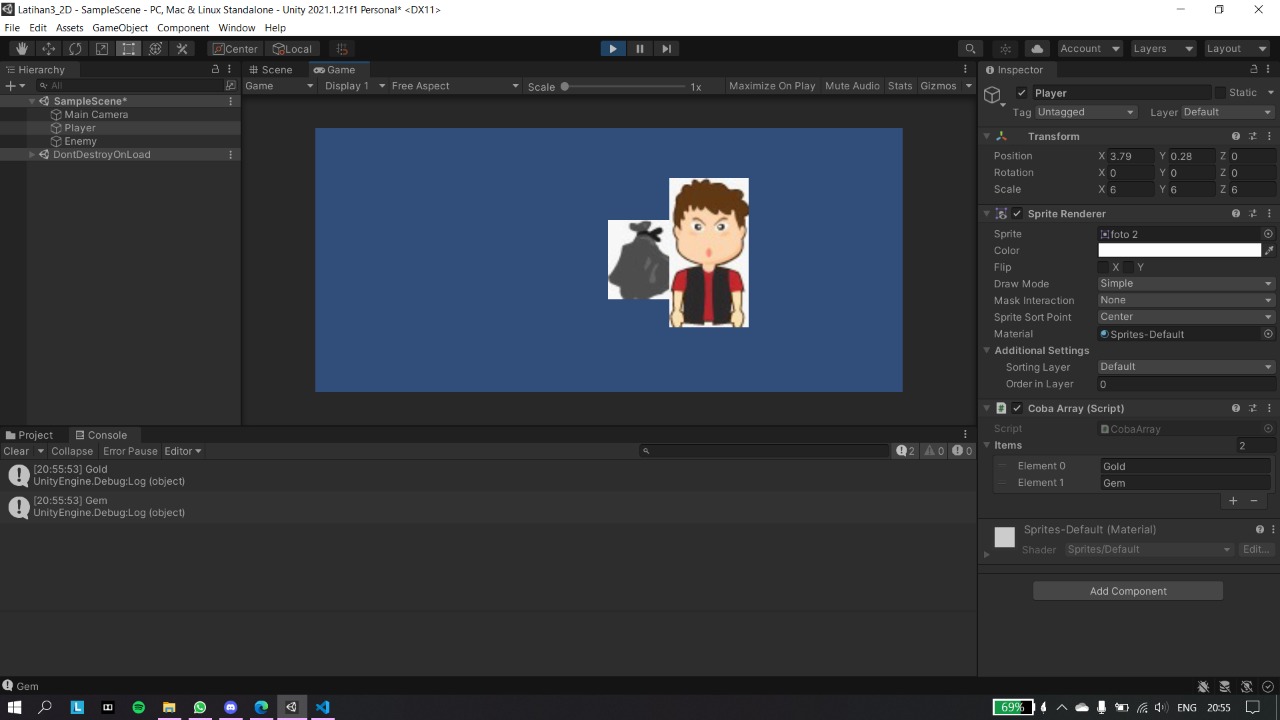 Latihan3_2D - SampleScene - PC, Mac & Linux Standalone - Unity 2021.1.21f1 Personal* <DX11>
File Edit Assets GameObject Component Window Help
Center Local Account Layers Layout
Hierarchy Scene Game Inspector
All Game Display 1 Free Aspect Scale 1x Maximize On Play Mute Audio Stats Gizmos
SampleScene*
Main Camera
Player
Enemy
DontDestroyOnLoad
Player Static
Tag Untagged Layer Default
Transform
Position X 3.79 Y 0.28 Z 0
Rotation X 0 Y 0 Z 0
Scale X 6 Y 6 Z 6
Sprite Renderer
Sprite foto 2
Color
Flip X Y
Draw Mode Simple
Mask Interaction None
Sprite Sort Point Center
Material Sprites-Default
Additional Settings
Sorting Layer Default
Order in Layer 0
Coba Array (Script)
Script CobaArray
Items 2
Element 0 Gold
Element 1 Gem
Sprites-Default (Material)
Shader Sprites/Default Edit...
Add Component
Project Console
Clear Collapse Error Pause Editor 2 0 0
[20:55:53] Gold
UnityEngine.Debug:Log (object)
[20:55:53] Gem
UnityEngine.Debug:Log (object)
Gem
69% ENG 20:55